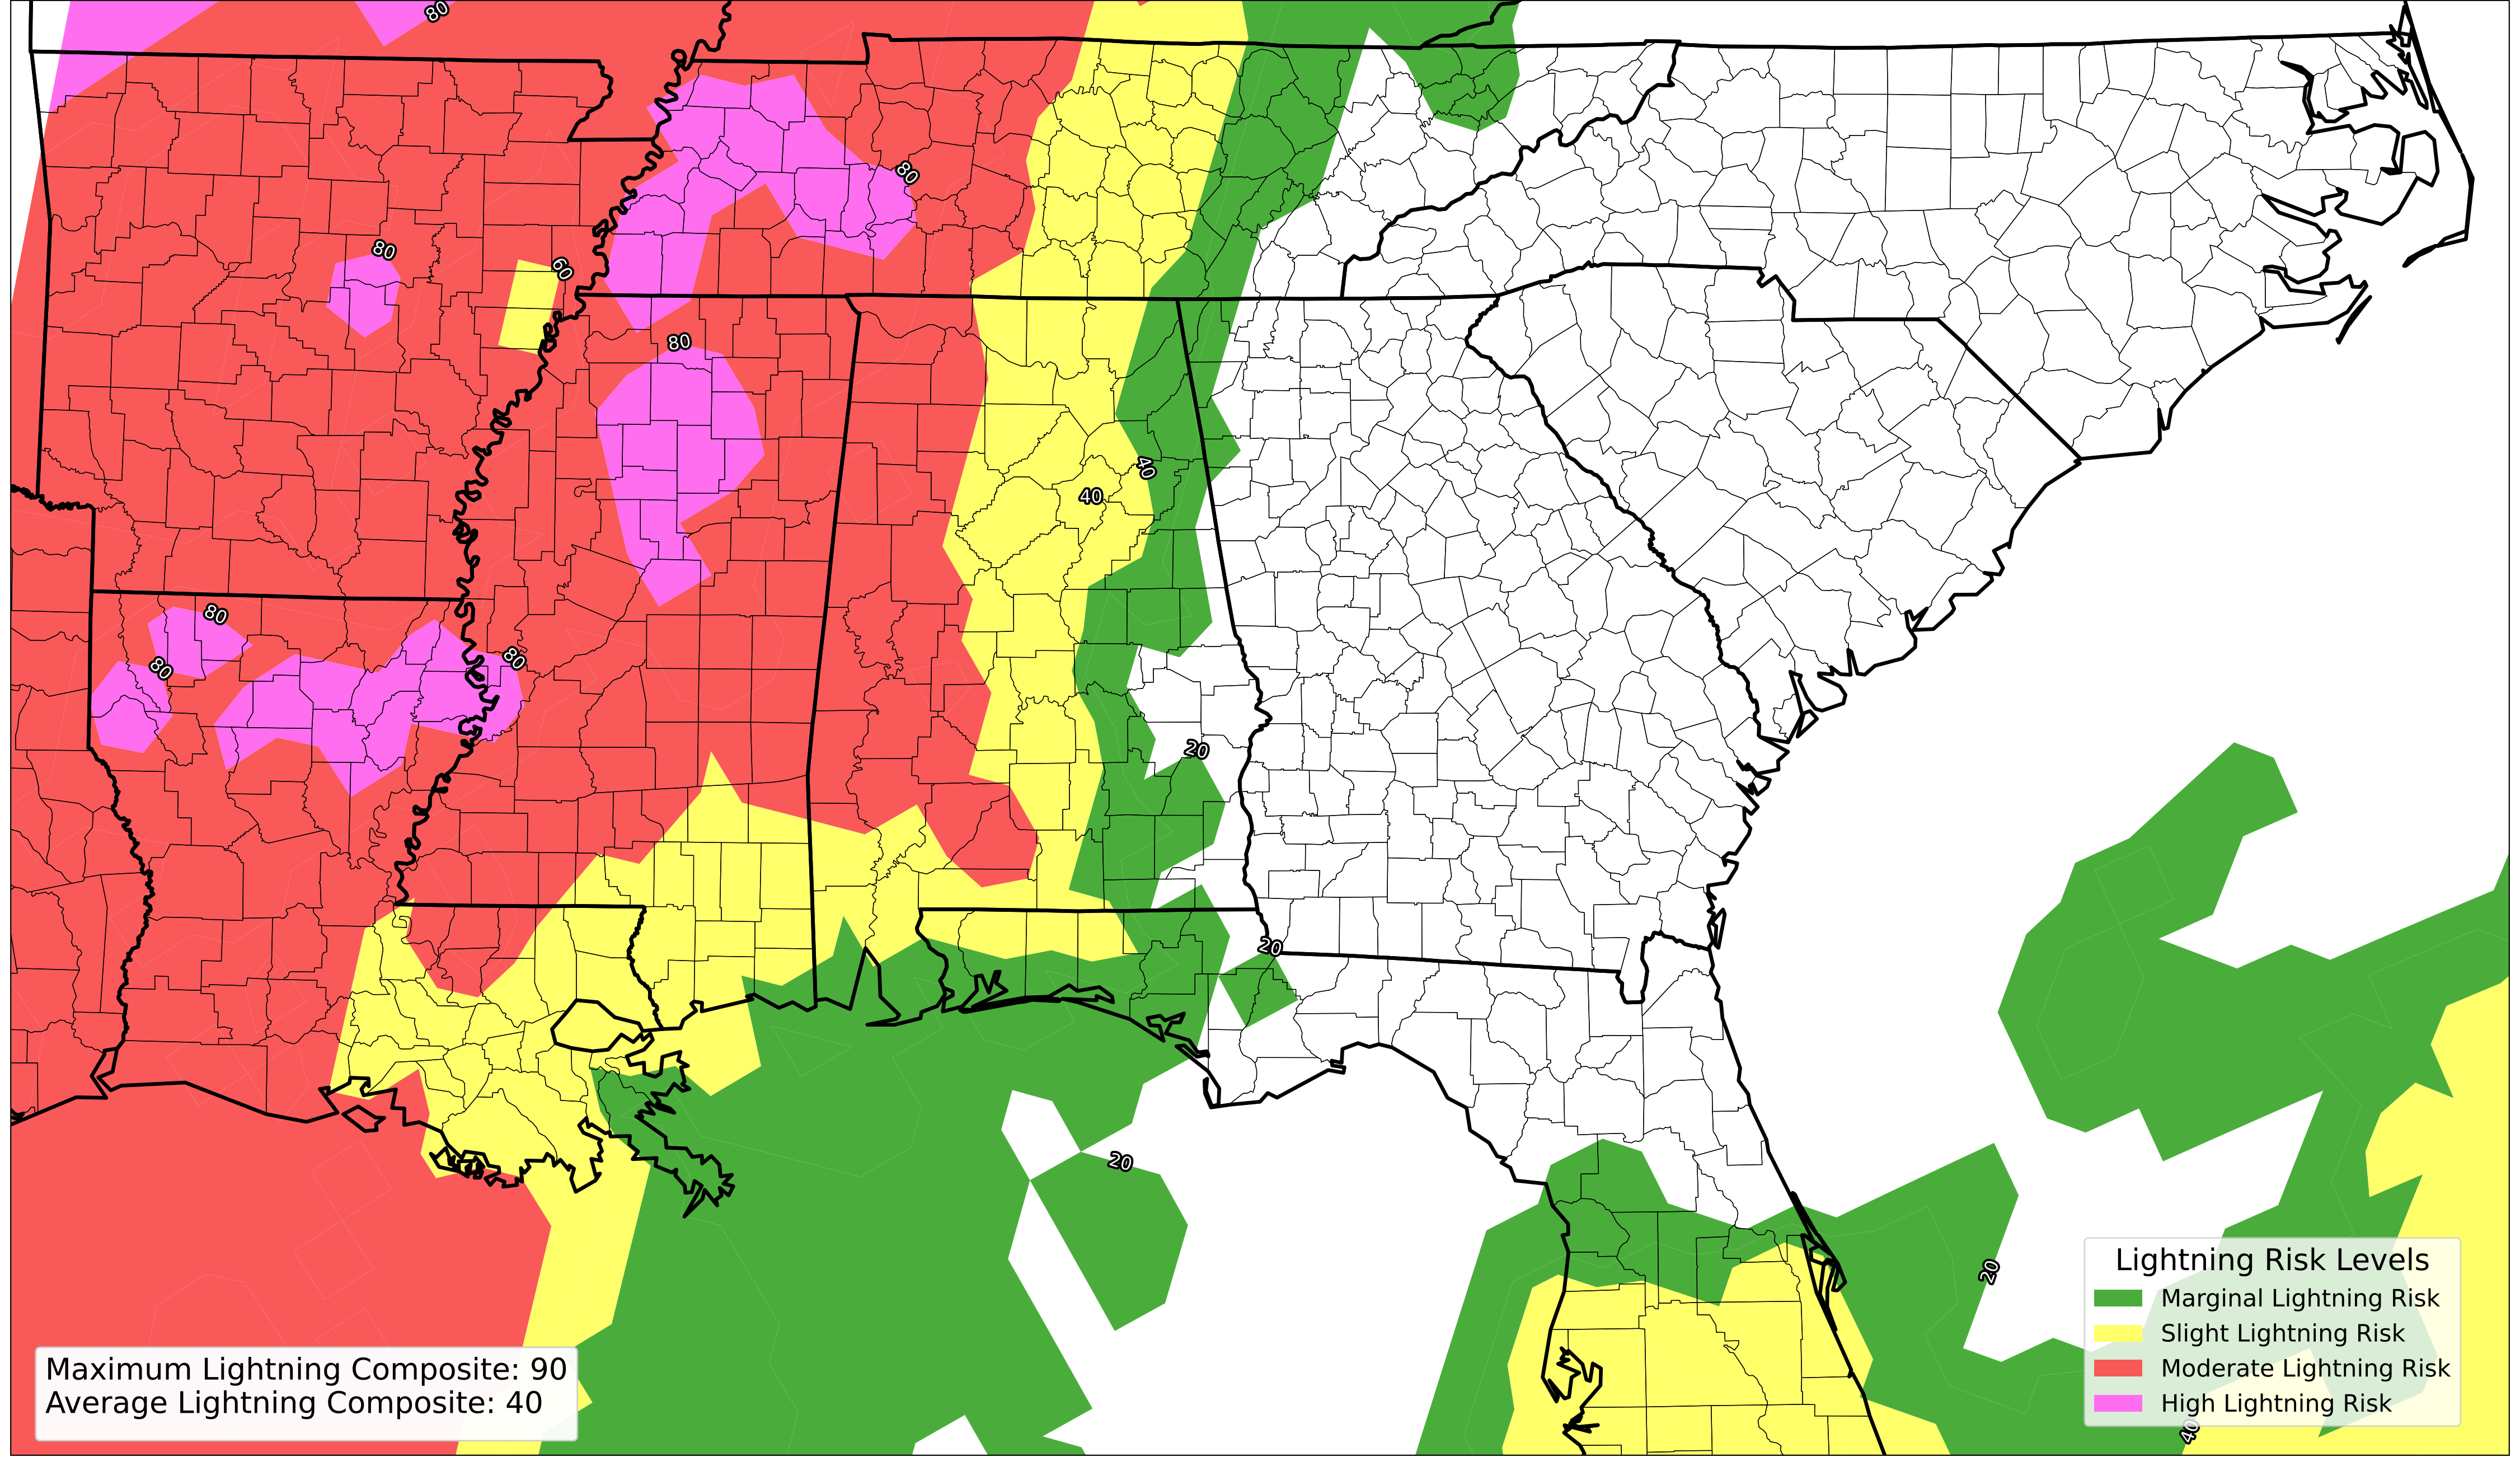 80
80
80
60
80
40
40
80
80
80
20
20
20
20
40
Lightning Risk Levels
Marginal Lightning Risk
Slight Lightning Risk
Moderate Lightning Risk
High Lightning Risk
Maximum Lightning Composite: 90
Average Lightning Composite: 40